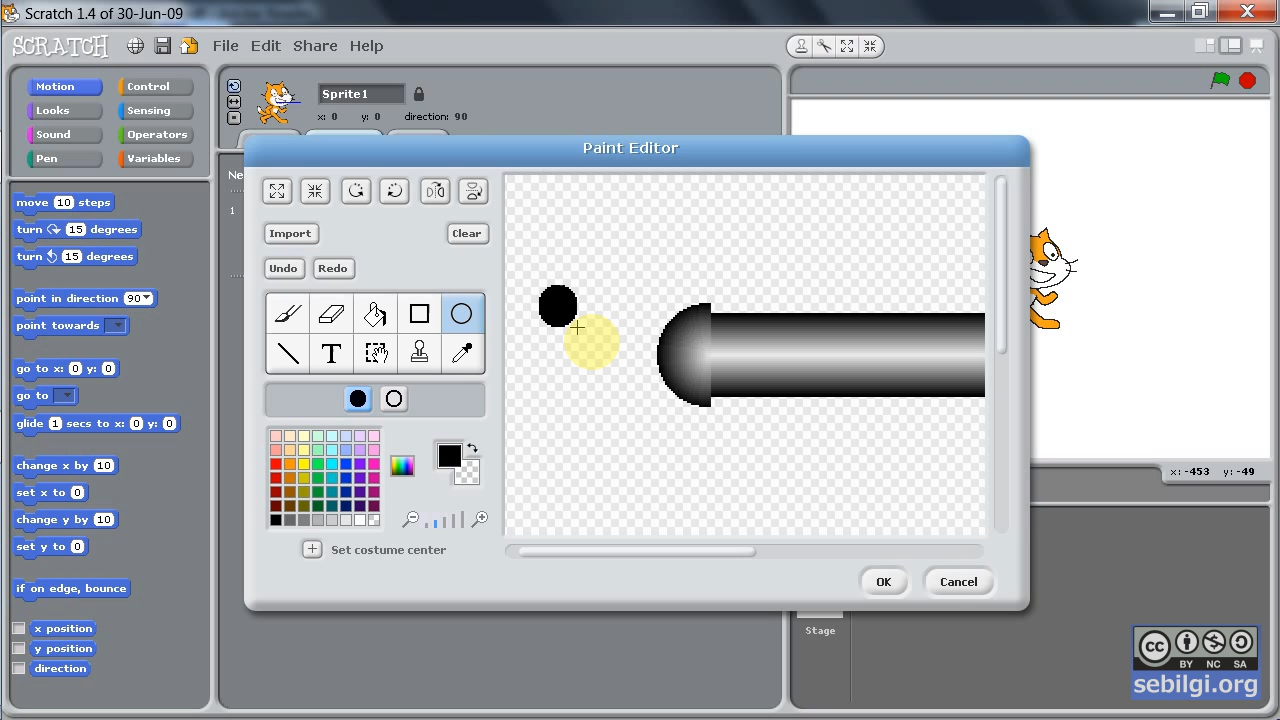 Scratch 1.4 of 30-Jun-09
SCRATCH File Edit Share Help
Motion Control
Looks Sensing
Sound Operators
Pen Variables
Sprite1
x: 0 y: 0 direction: 90
Paint Editor
Ne
1
move 10 steps
turn 15 degrees
turn 15 degrees
point in direction 90
point towards
go to x: 0 y: 0
go to
glide 1 secs to x: 0 y: 0
change x by 10
set x to 0
change y by 10
set y to 0
if on edge, bounce
x position
y position
direction
Import Clear
Undo Redo
T
Set costume center
OK Cancel
x: -453 y: -49
Stage
cc
BY NC SA
sebilgi.org